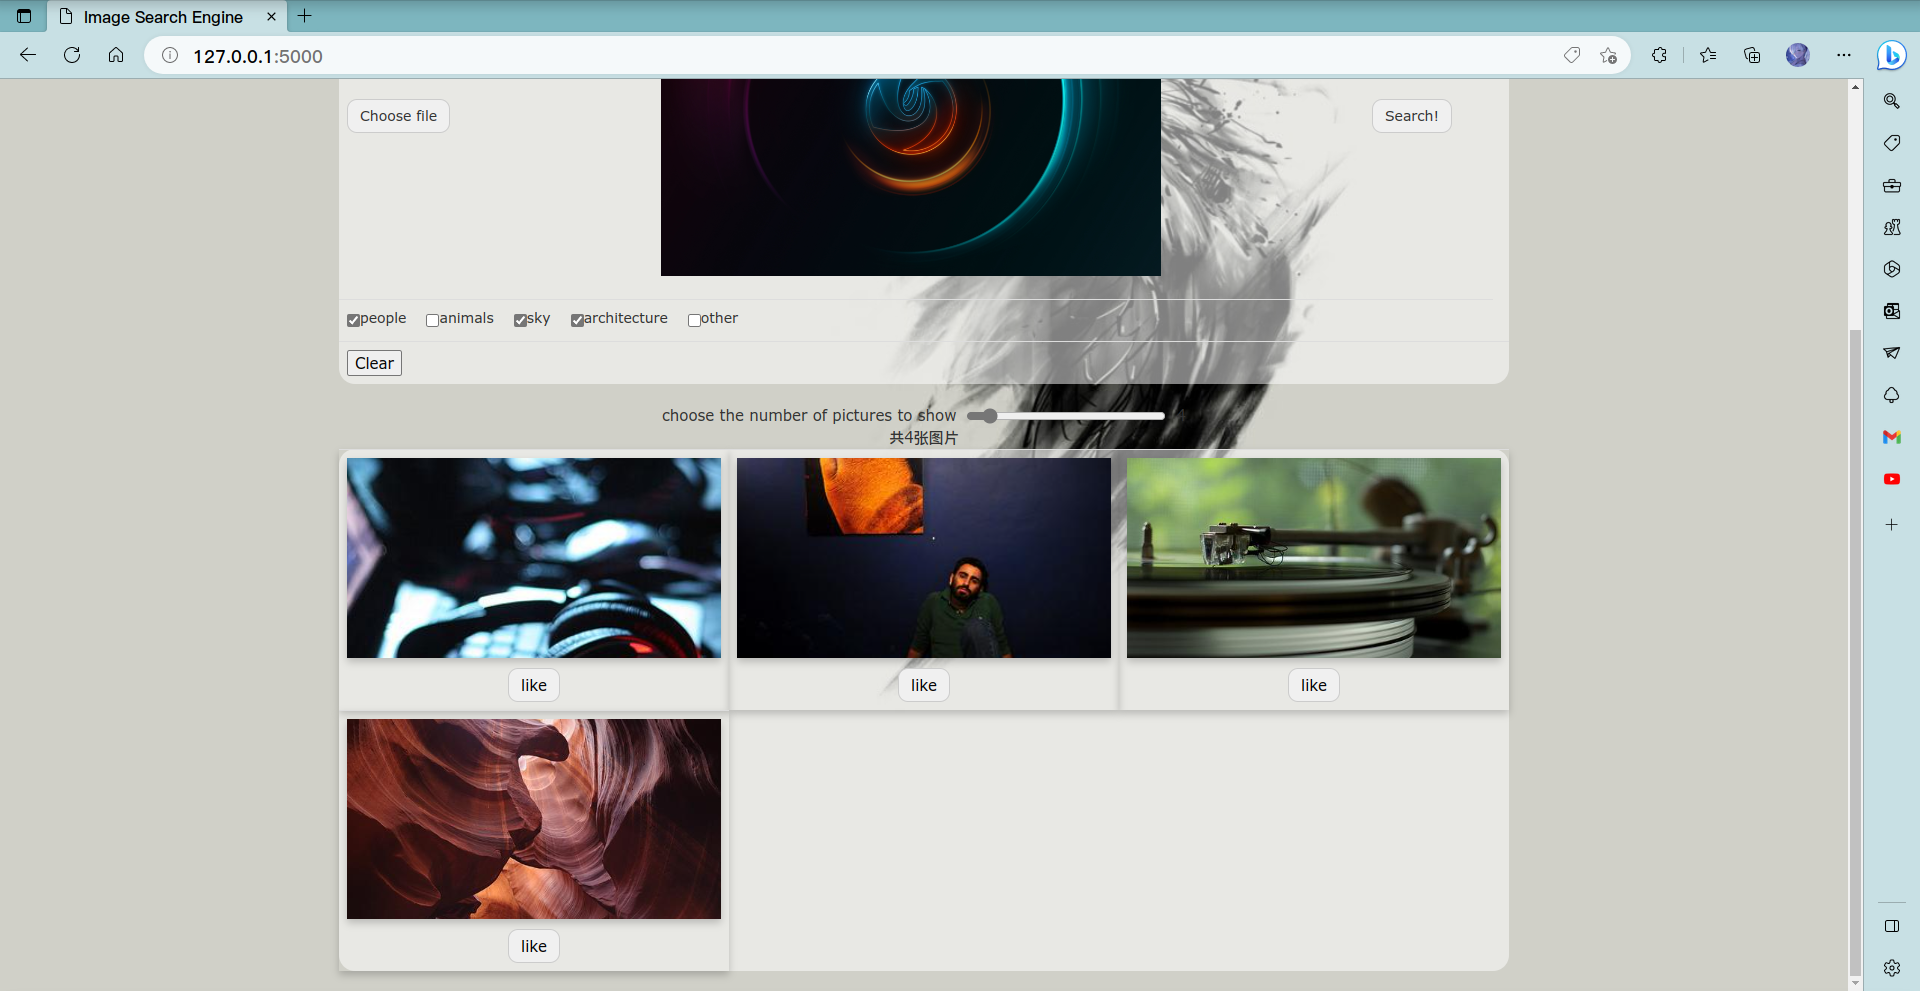 Image Search Engine
127.0.0.1:5000
Choose file
Search!
people animals sky architecture other
Clear
choose the number of pictures to show
共4张图片
like like like
like